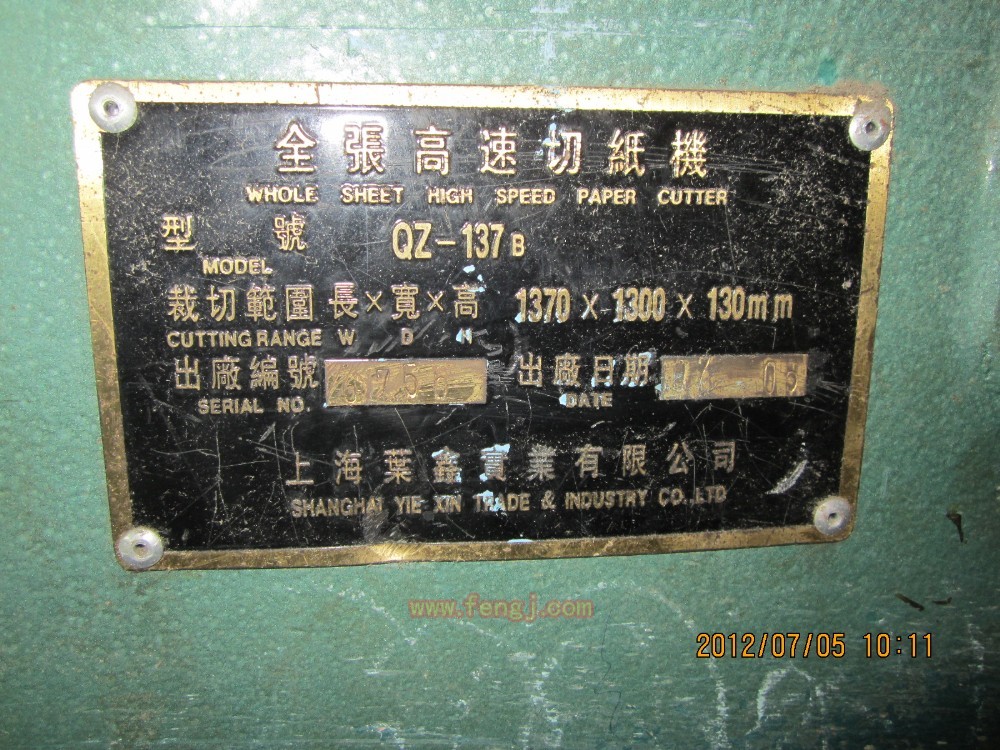 全張高速切紙機
WHOLE SHEET HIGH SPEED PAPER CUTTER
型 號 QZ-137B
MODEL
裁切範圍 長×寬×高 1370 × 1300 × 130mm
CUTTING RANGE W D H
出廠編號 出廠日期
SERIAL NO. DATE
上海葉鑫實業有限公司
SHANGHAI YIE XIN TRADE & INDUSTRY CO.,LTD
www.fengj.com
2012/07/05 10:11